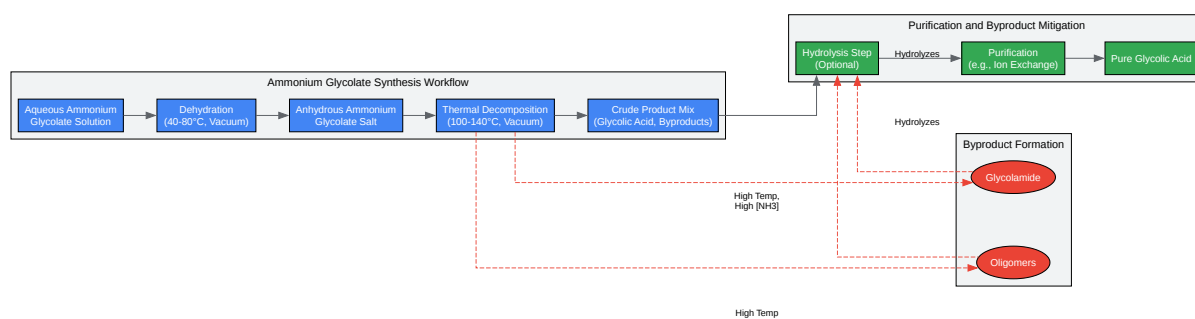 Purification and Byproduct Mitigation
Hydrolysis Step
(Optional)
Hydrolyzes
Purification
(e.g., Ion Exchange)
Pure Glycolic Acid
Ammonium Glycolate Synthesis Workflow
Aqueous Ammonium
Glycolate Solution
Dehydration
(40-80°C, Vacuum)
Anhydrous Ammonium
Glycolate Salt
Thermal Decomposition
(100-140°C, Vacuum)
Crude Product Mix
(Glycolic Acid, Byproducts)
Hydrolyzes
Byproduct Formation
Glycolamide
High Temp,
High [NH3]
Oligomers
High Temp